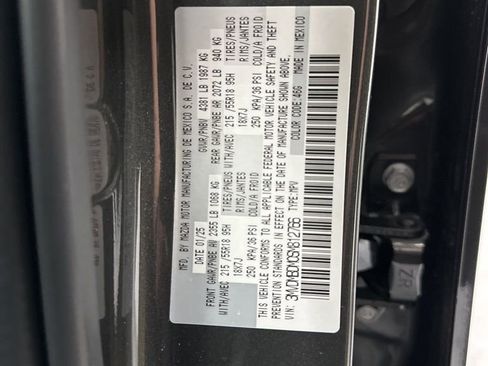 MFD. BY MAZDA MOTOR MANUFACTURING DE MEXICO S.A. DE C.V.
DATE 01/25 GVWR/PNBV 4381 LB 1987 KG
FRONT GAWR/PNBE AV 2355 LB 1068 KG REAR GAWR/PNBE AR 2072 LB 940 KG
WITH/AVEC 215 /55R18 95H TIRES/PNEUS WITH/AVEC 215 /55R18 95H TIRES/PNEUS
18X7J RIMS/JANTES 18X7J RIMS/JANTES
250 KPA/36 PSI COLD/A FROID 250 KPA/36 PSI COLD/A FROID
THIS VEHICLE CONFORMS TO ALL APPLICABLE FEDERAL MOTOR VEHICLE SAFETY AND THEFT
PREVENTION STANDARDS IN EFFECT ON THE DATE OF MANUFACTURE SHOWN ABOVE.
COLOR CODE:46G MADE IN MEXICO
VIN: TYPE:MPV
ZR